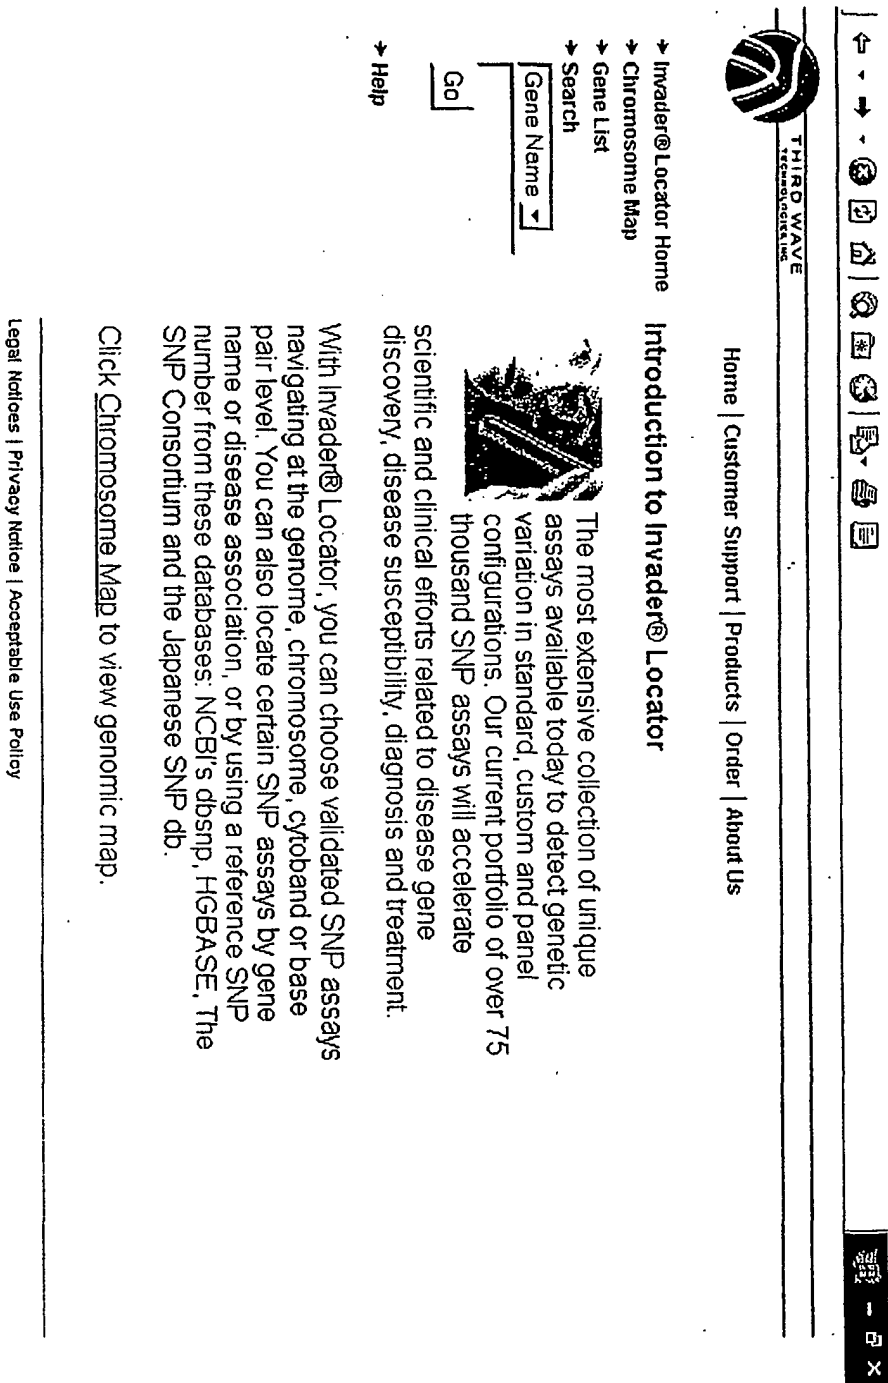 THIRD WAVE
TECHNOLOGIES, INC
Home | Customer Support | Products | Order | About Us
Invader® Locator Home
Chromosome Map
Gene List
Search
Gene Name
Go
Help
Introduction to Invader® Locator
The most extensive collection of unique
assays available today to detect genetic
variation in standard, custom and panel
configurations. Our current portfolio of over 75
thousand SNP assays will accelerate
scientific and clinical efforts related to disease gene
discovery, disease susceptibility, diagnosis and treatment.
With Invader® Locator, you can choose validated SNP assays
navigating at the genome, chromosome, cytoband or base
pair level. You can also locate certain SNP assays by gene
name or disease association, or by using a reference SNP
number from these databases: NCBI's dbsnp, HGBASE, The
SNP Consortium and the Japanese SNP db.
Click Chromosome Map to view genomic map.
Legal Notices | Privacy Notice | Acceptable Use Policy